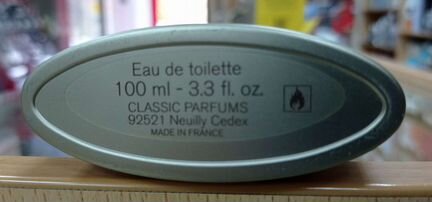 Eau de toilette
100 ml - 3.3 fl. oz.
CLASSIC PARFUMS
92521 Neuilly Cedex
MADE IN FRANCE